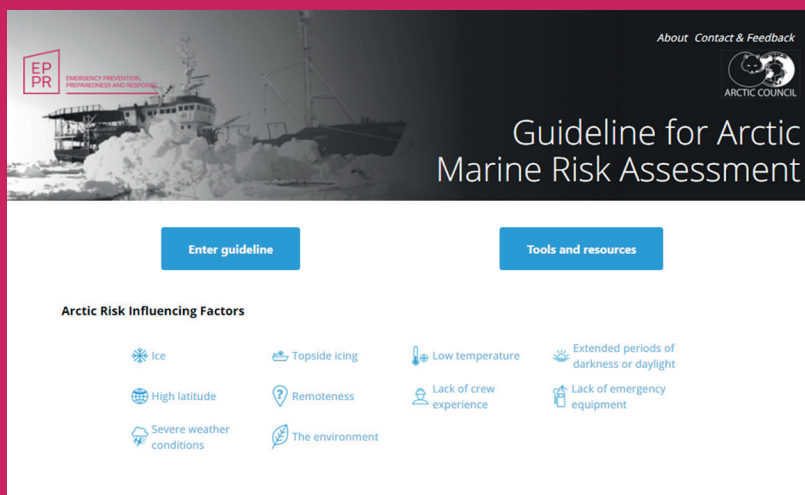 About Contact & Feedback
EP
PR
EMERGENCY PREVENTION,
PREPAREDNESS AND RESPONSE
ARCTIC COUNCIL
Guideline for Arctic
Marine Risk Assessment
Enter guideline
Tools and resources
Arctic Risk Influencing Factors
Ice
Topside icing
Low temperature
Extended periods of
darkness or daylight
High latitude
Remoteness
Lack of crew
experience
Lack of emergency
equipment
Severe weather
conditions
The environment